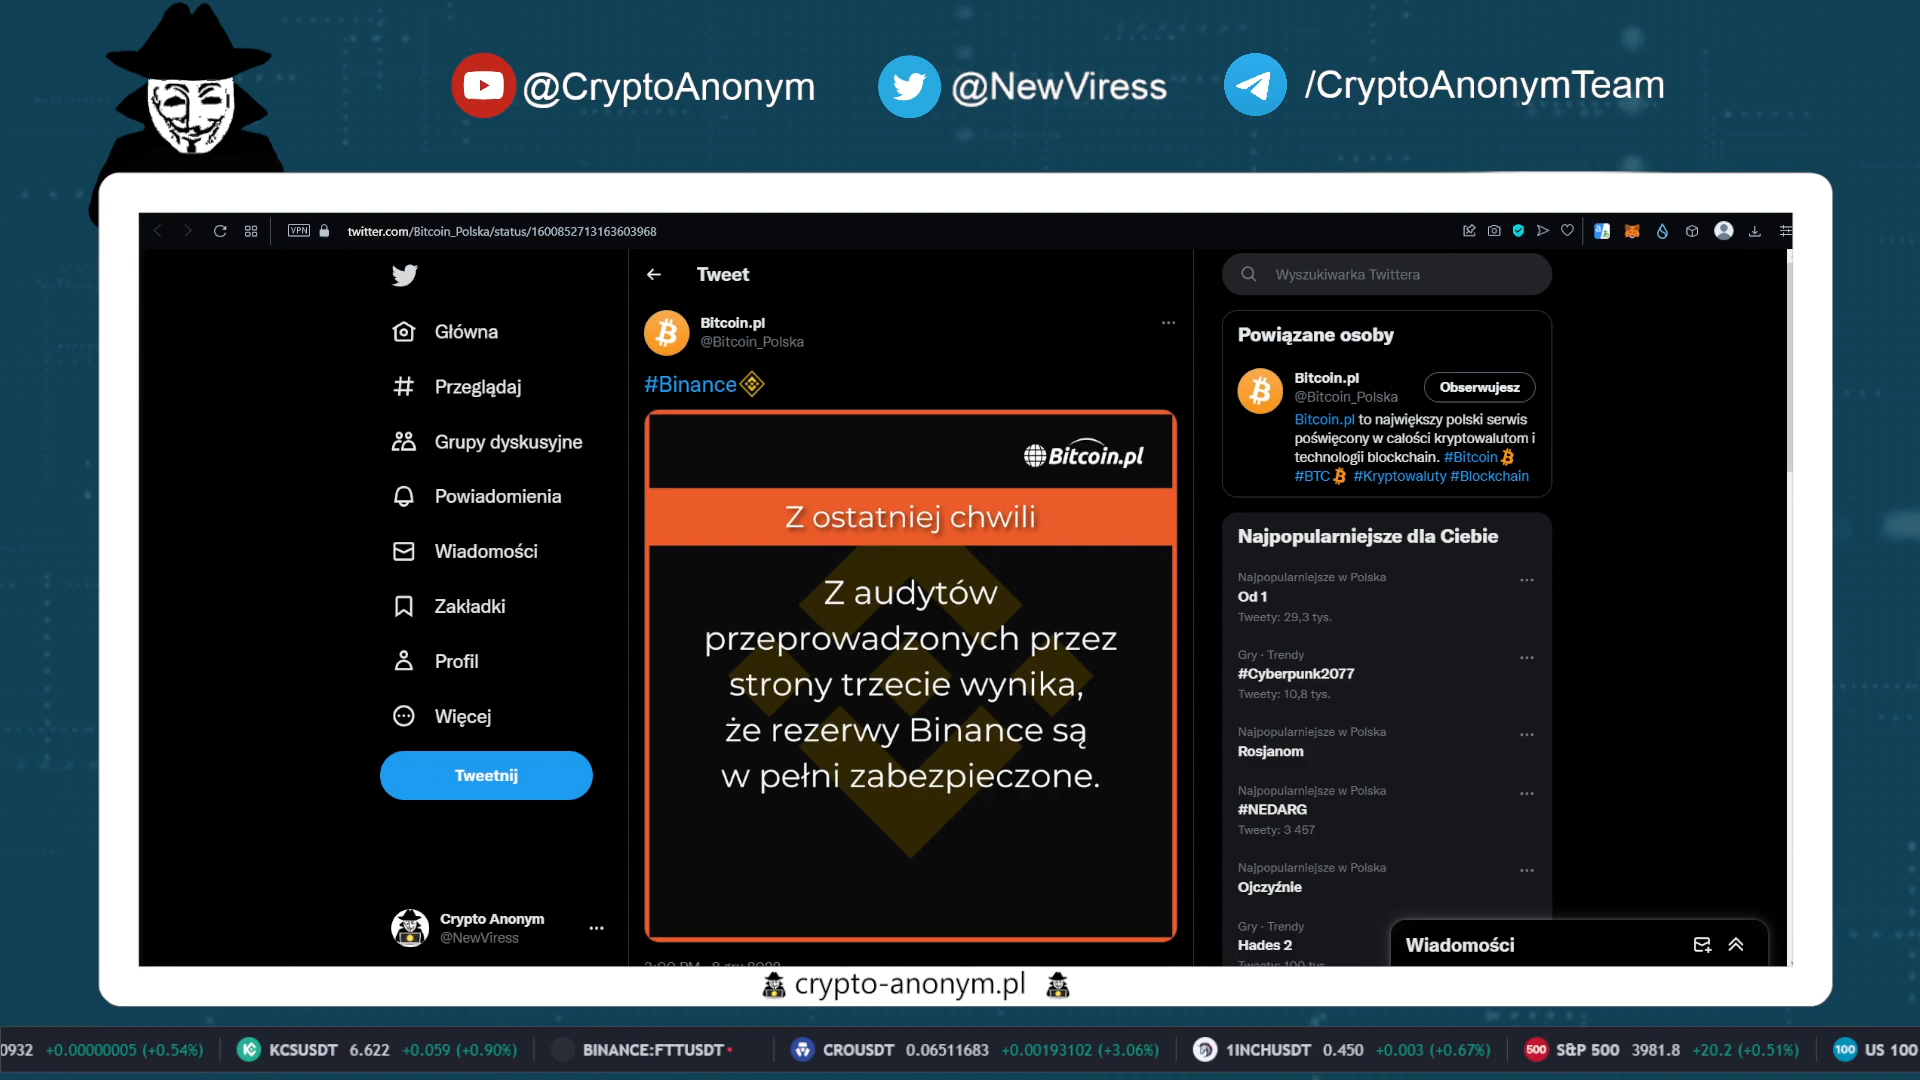 @CryptoAnonym
@NewViress
/CryptoAnonymTeam
VPN
twitter.com/Bitcoin_Polska/status/1600852713163603968
Główna
Przeglądaj
Grupy dyskusyjne
Powiadomienia
Wiadomości
Zakładki
Profil
Więcej
Tweetnij
Crypto Anonym
@NewViress
Tweet
Bitcoin.pl
@Bitcoin_Polska
#Binance
Bitcoin.pl
Z ostatniej chwili
Z audytów
przeprowadzonych przez
strony trzecie wynika,
że rezerwy Binance są
w pełni zabezpieczone.
Wyszukiwarka Twittera
Powiązane osoby
Bitcoin.pl
@Bitcoin_Polska
Obserwujesz
Bitcoin.pl to największy polski serwis
poświęcony w całości kryptowalutom i
technologii blockchain. #Bitcoin
#BTC #Kryptowaluty #Blockchain
Najpopularniejsze dla Ciebie
Najpopularniejsze w Polska
Od 1
Tweety: 29,3 tys.
Gry · Trendy
#Cyberpunk2077
Tweety: 10,8 tys.
Najpopularniejsze w Polska
Rosjanom
Najpopularniejsze w Polska
#NEDARG
Tweety: 3 457
Najpopularniejsze w Polska
Ojczyźnie
Gry · Trendy
Hades 2
Wiadomości
crypto-anonym.pl
0932 +0.00000005 (+0.54%) KCSUSDT 6.622 +0.059 (+0.90%) BINANCE:FTTUSDT CROUSDT 0.06511683 +0.00193102 (+3.06%) 1INCHUSDT 0.450 +0.003 (+0.67%) 500 S&P 500 3981.8 +20.2 (+0.51%) 100 US 100